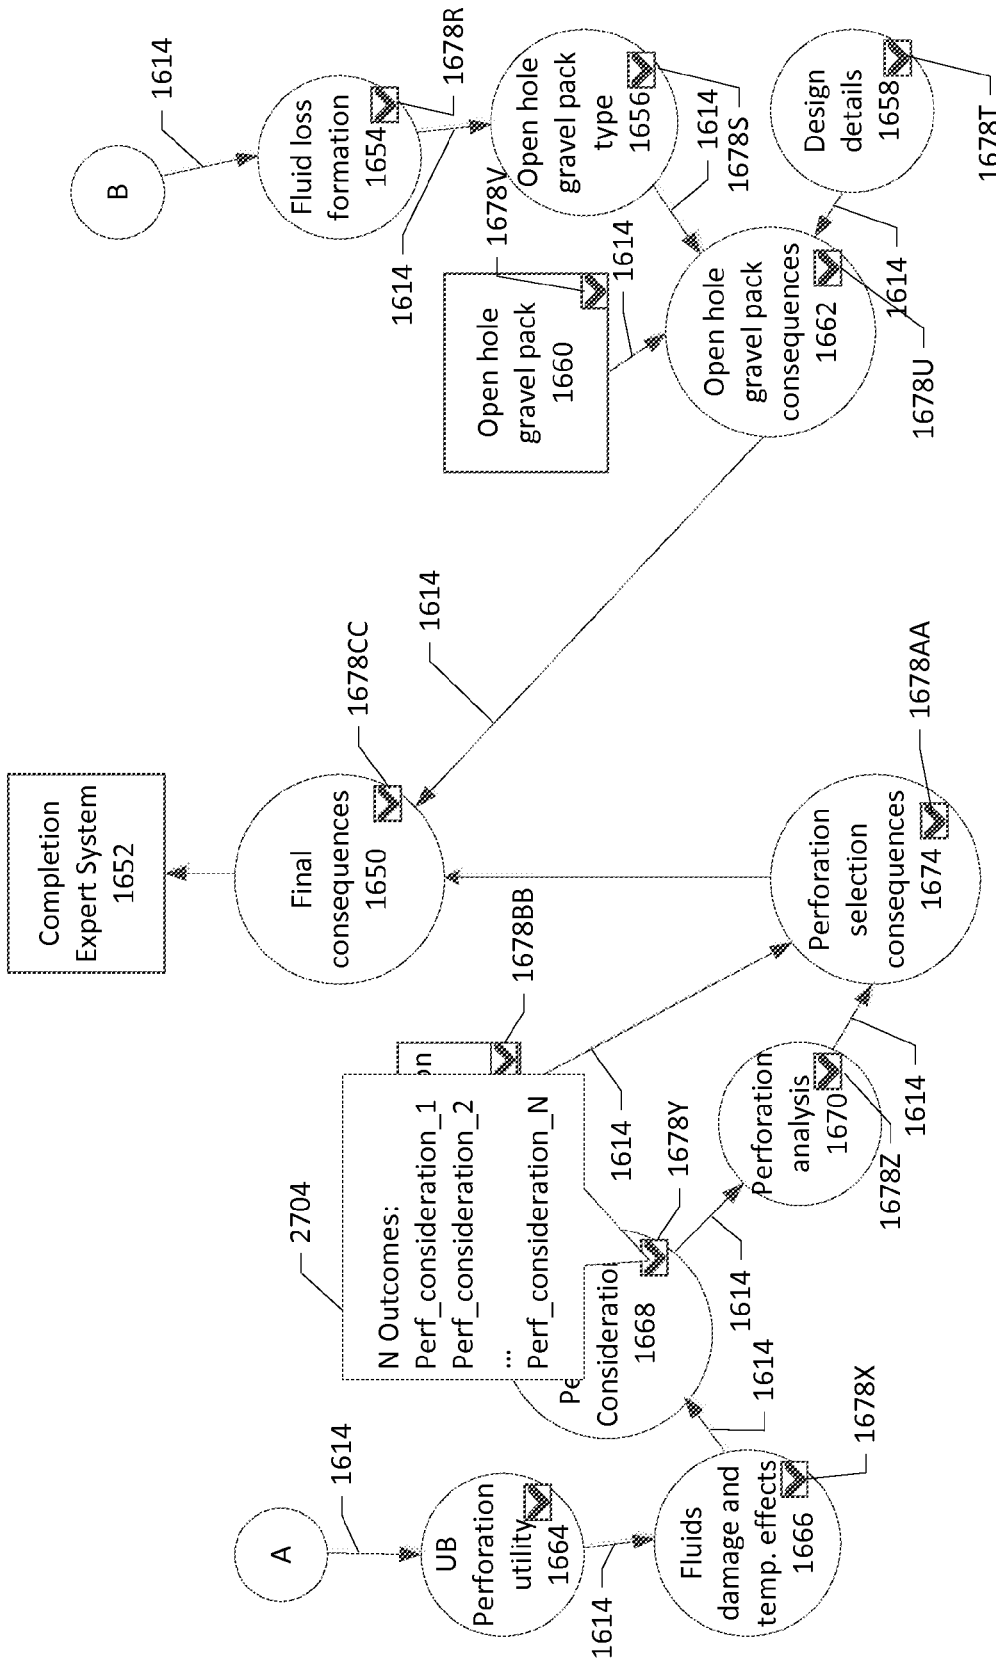 Completion
Expert System
1652
Final
consequences
1650
1678CC
1614
A
1614
UB
Perforation
utility
1664
1614
Fluids
damage and
temp. effects
1666
1678X
1614
2704
N Outcomes:
Perf_consideration_1
Perf_consideration_2
...
Perf_consideration_N
Pe
Consideration
1668
1678Y
1614
on
1678BB
1614
Perforation
analysis
1670
1678Z
1614
Perforation
selection
consequences
1674
1678AA
B
1614
Fluid loss
formation
1654
1678R
1614
Open hole
gravel pack
type
1656
1614
1678S
Open hole
gravel pack
1660
1678V
1614
Design
details
1658
1678T
1614
Open hole
gravel pack
consequences
1662
1678U